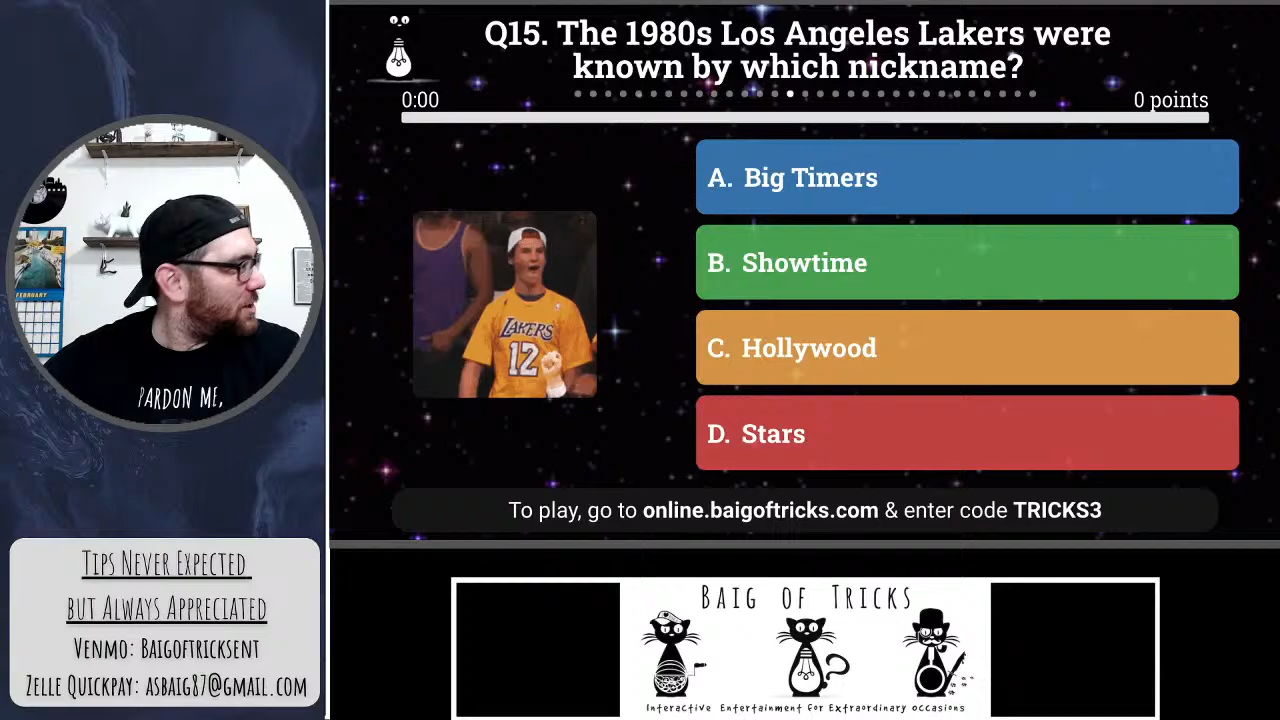 Q15. The 1980s Los Angeles Lakers were
known by which nickname?
0:00
0 points
A. Big Timers
B. Showtime
C. Hollywood
D. Stars
LAKERS
12
FEBRUARY
PARDON ME,
To play, go to online.baigoftricks.com & enter code TRICKS3
Tips Never Expected
but Always Appreciated
Venmo: Baigoftricksent
Zelle Quickpay: asbaig87@gmail.com
BAIG OF TRICKS
Interactive Entertainment for Extraordinary Occasions